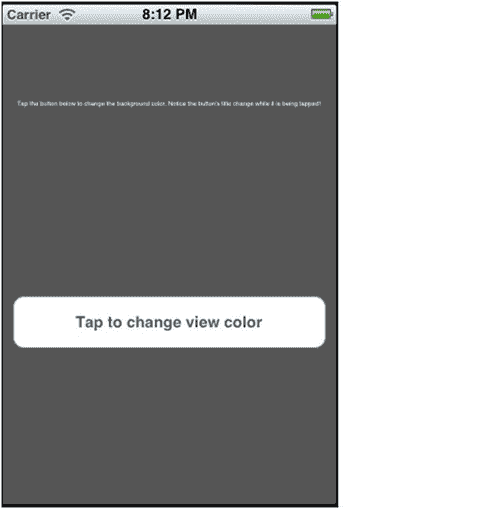 Carrier 8:12 PM
Tap the button below to change the background color. Notice the button's title change while it is being tapped!
Tap to change view color